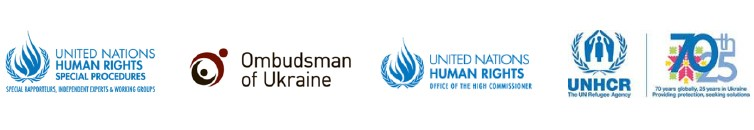 UNITED NATIONS
HUMAN RIGHTS
SPECIAL PROCEDURES
SPECIAL RAPPORTEURS, INDEPENDENT EXPERTS & WORKING GROUPS
Ombudsman
of Ukraine
UNITED NATIONS
HUMAN RIGHTS
OFFICE OF THE HIGH COMMISSIONER
UNHCR
The UN Refugee Agency
70th
25
70 years globally, 25 years in Ukraine
Providing protection, seeking solutions